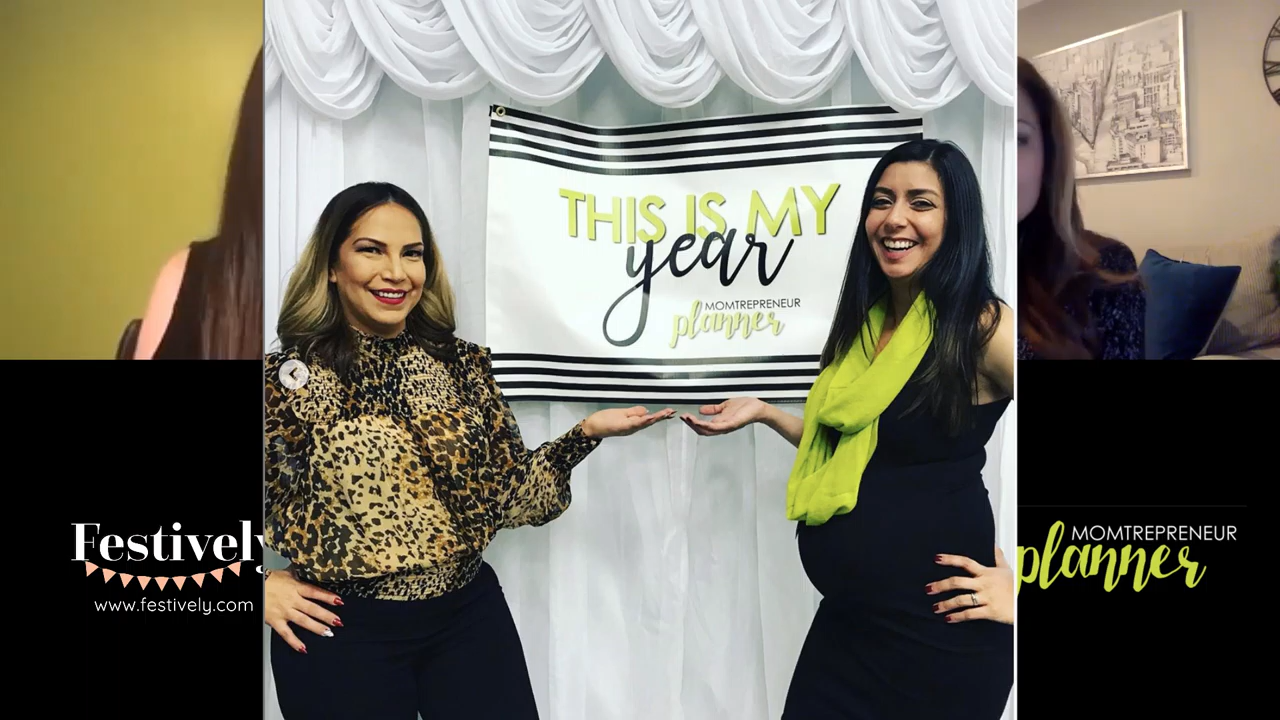 THIS IS MY
year
MOMTREPRENEUR
planner
Festively
www.festively.com
MOMTREPRENEUR
planner